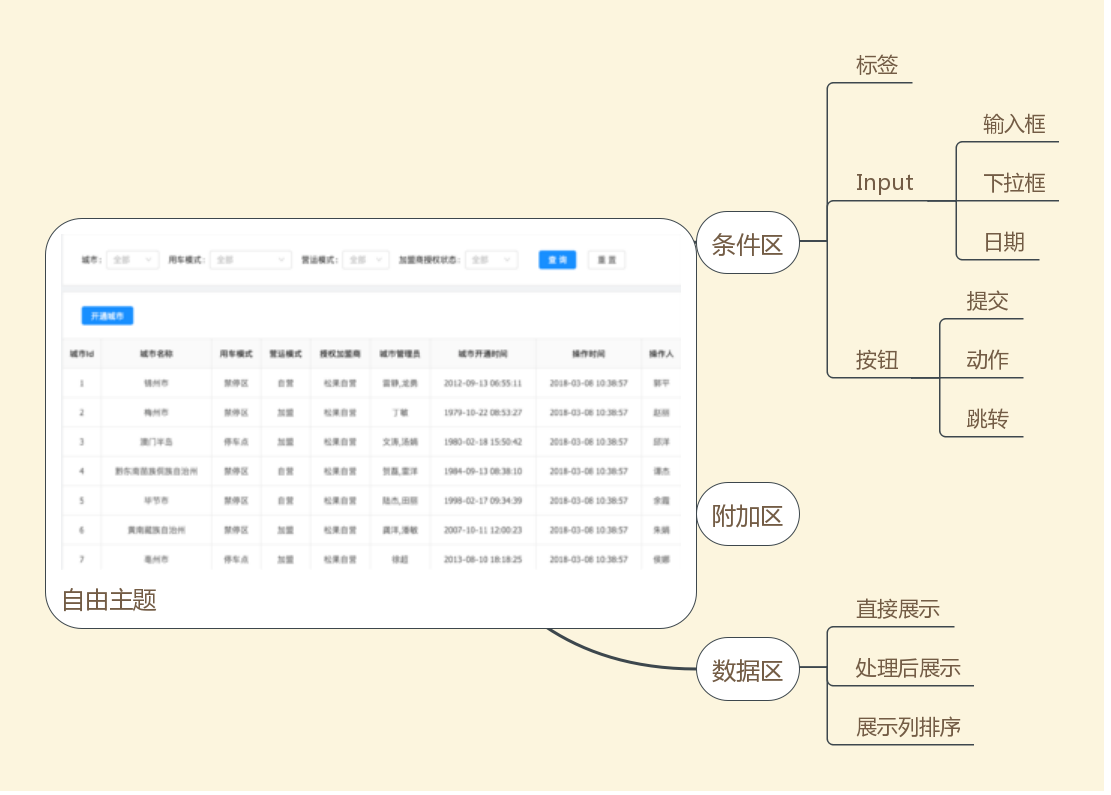 标签
输入框
Input
下拉框
条件区
日期
提交
按钮
动作
跳转
附加区
直接展示
数据区
处理后展示
展示列排序
城市: 全部 用车模式: 全部 营运模式: 全部 加盟商授权状态: 全部 查询 重置
开通城市
城市Id 城市名称 用车模式 营运模式 授权加盟商 城市管理员 城市开通时间 操作时间 操作人
1 锦州市 禁停区 自营 松果自营 雷静,龙勇 2012-09-13 06:55:11 2018-03-08 10:38:57 郭平
2 梅州市 禁停区 加盟 松果自营 丁敏 1979-10-22 08:53:27 2018-03-08 10:38:57 赵丽
3 澳门半岛 停车点 加盟 松果自营 文涛,汤娟 1980-02-18 15:50:42 2018-03-08 10:38:57 邱洋
4 黔东南苗族侗族自治州 禁停区 自营 松果自营 贺磊,雷洋 1984-09-13 08:38:10 2018-03-08 10:38:57 谭杰
5 毕节市 禁停区 自营 松果自营 陆杰,田丽 1998-02-17 09:34:39 2018-03-08 10:38:57 余霞
6 黄南藏族自治州 禁停区 加盟 松果自营 龚洋,潘敏 2007-10-11 12:00:23 2018-03-08 10:38:57 朱娟
7 亳州市 停车点 加盟 松果自营 徐超 2013-08-10 18:18:25 2018-03-08 10:38:57 侯娜
自由主题